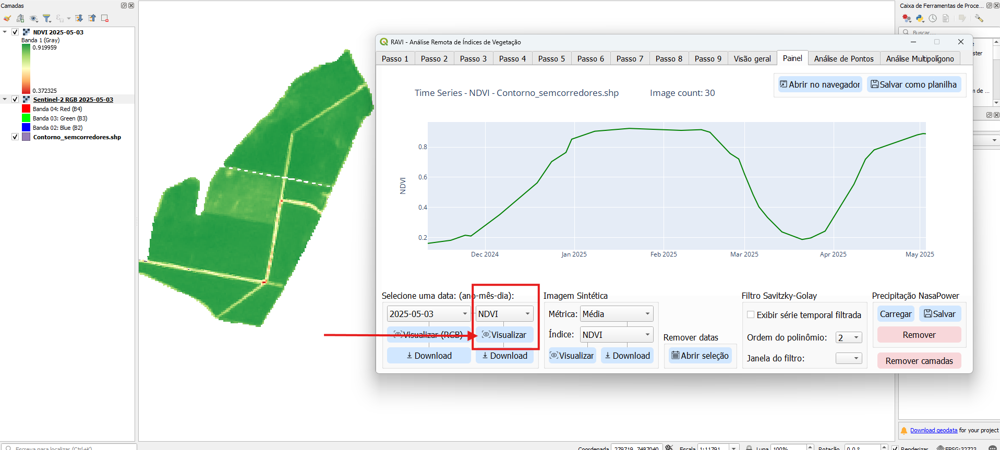 Camadas
NDVI 2025-05-03
Banda 1 (Gray)
0.919959
0.372325
Sentinel-2 RGB 2025-05-03
Banda 04: Red (B4)
Banda 03: Green (B3)
Banda 02: Blue (B2)
Contorno_semcorredores.shp
Escreva para localizar (Ctrl+K)
RAVI - Análise Remota de Índices de Vegetação
Passo 1 Passo 2 Passo 3 Passo 4 Passo 5 Passo 6 Passo 7 Passo 8 Passo 9 Visão geral Painel Análise de Pontos Análise Multipolígono
Abrir no navegador Salvar como planilha
Time Series - NDVI - Contorno_semcorredores.shp Image count: 30
NDVI
0.8
0.6
0.4
0.2
Dec 2024 Jan 2025 Feb 2025 Mar 2025 Apr 2025 May 2025
Selecione uma data: (ano-mês-dia):
2025-05-03 NDVI
Visualizar (RGB) Visualizar
Download Download
Imagem Sintética
Métrica: Média
Índice: NDVI
Visualizar Download
Remover datas
Abrir seleção
Filtro Savitzky-Golay
Exibir série temporal filtrada
Ordem do polinômio: 2
Janela do filtro:
Precipitação NasaPower
Carregar Salvar
Remover
Remover camadas
Caixa de Ferramentas de Proce...
Buscar...
ster
m de ...
Download geodata for your project
Coordenada 279719 7487040 Escala 1:11791 Lupa 100% Rotação 0,0 ° Renderizar EPSG:32723